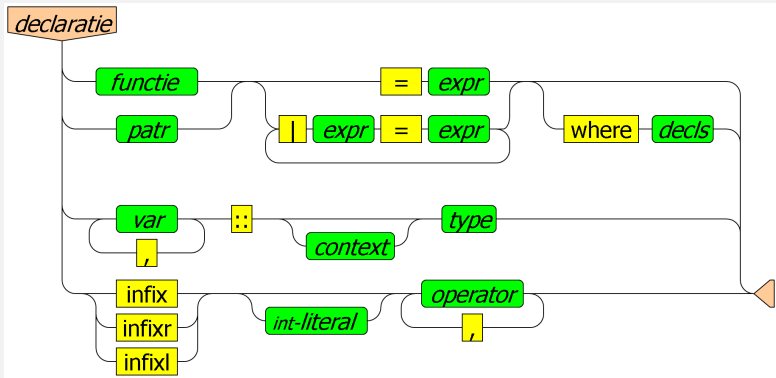 declaratie
functie = expr
patr | expr = expr where decls
var :: type
, context
infix operator
infixr int-literal ,
infixl